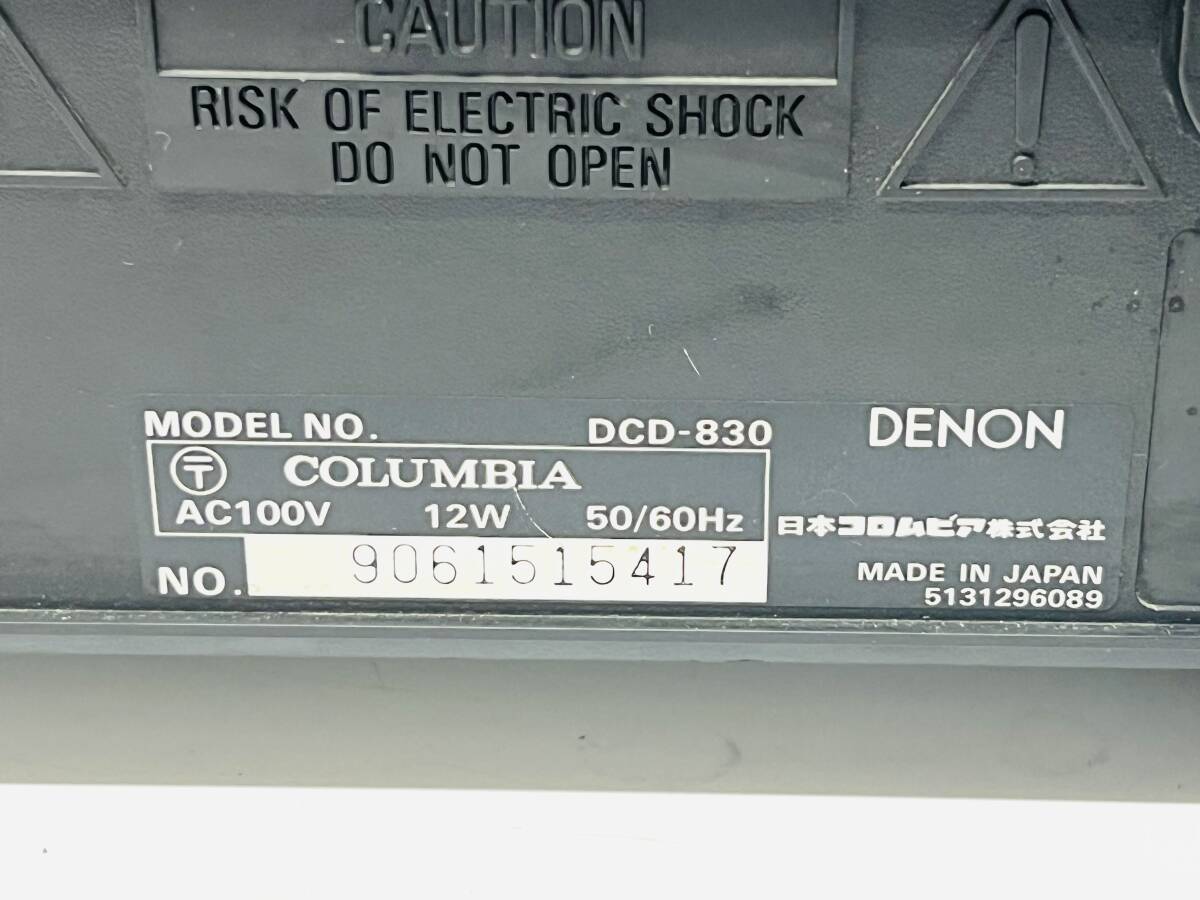 CAUTION
RISK OF ELECTRIC SHOCK
DO NOT OPEN
MODEL NO. DCD-830
〒 COLUMBIA
AC100V 12W 50/60Hz
NO. 9061515417
DENON
日本コロムビア株式会社
MADE IN JAPAN
5131296089